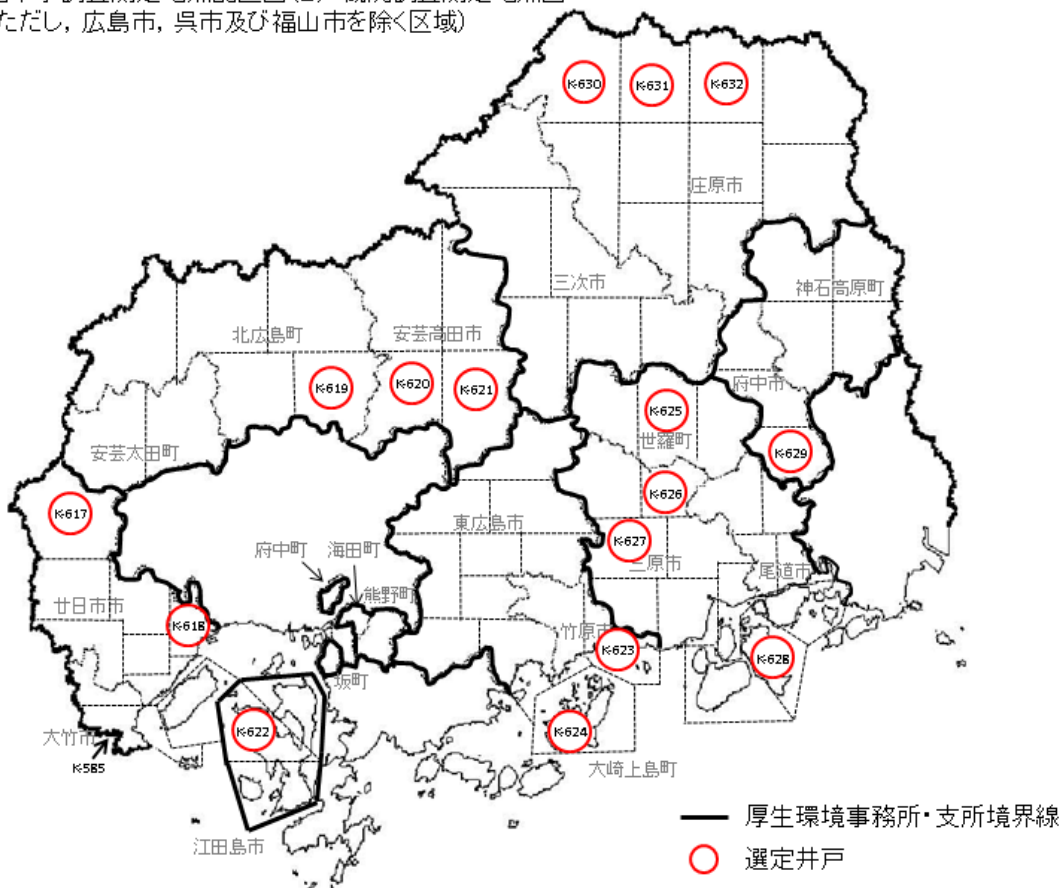 (ただし, 広島市, 呉市及び福山市を除く区域)
K-630
K-631
K-632
庄原市
三次市
神石高原町
北広島町
安芸高田市
K-619
K-620
K-621
K-625
府中市
世羅町
安芸太田町
K-629
K-617
K-626
東広島市
K-627
三原市
府中町
海田町
尾道市
熊野町
廿日市市
K-618
竹原市
K-623
K-628
坂町
K-622
K-624
大竹市
K-585
大崎上島町
江田島市
厚生環境事務所・支所境界線
選定井戸